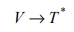 V → T*